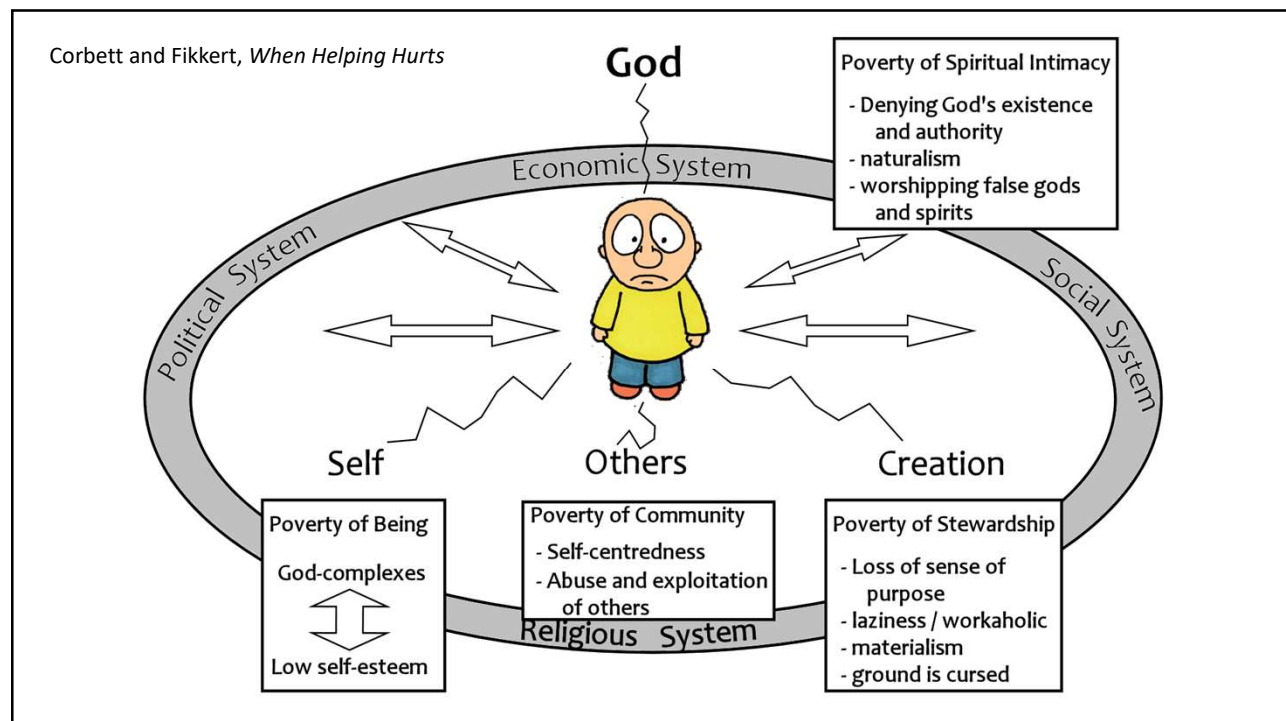 Corbett and Fikkert, When Helping Hurts
God
Poverty of Spiritual Intimacy
- Denying God's existence
and authority
- naturalism
- worshipping false gods
and spirits
Economic System
Political System
Social System
Self
Others
Creation
Poverty of Being
God-complexes
Low self-esteem
Poverty of Community
- Self-centredness
- Abuse and exploitation
of others
Poverty of Stewardship
- Loss of sense of
purpose
- laziness / workaholic
- materialism
- ground is cursed
Religious System